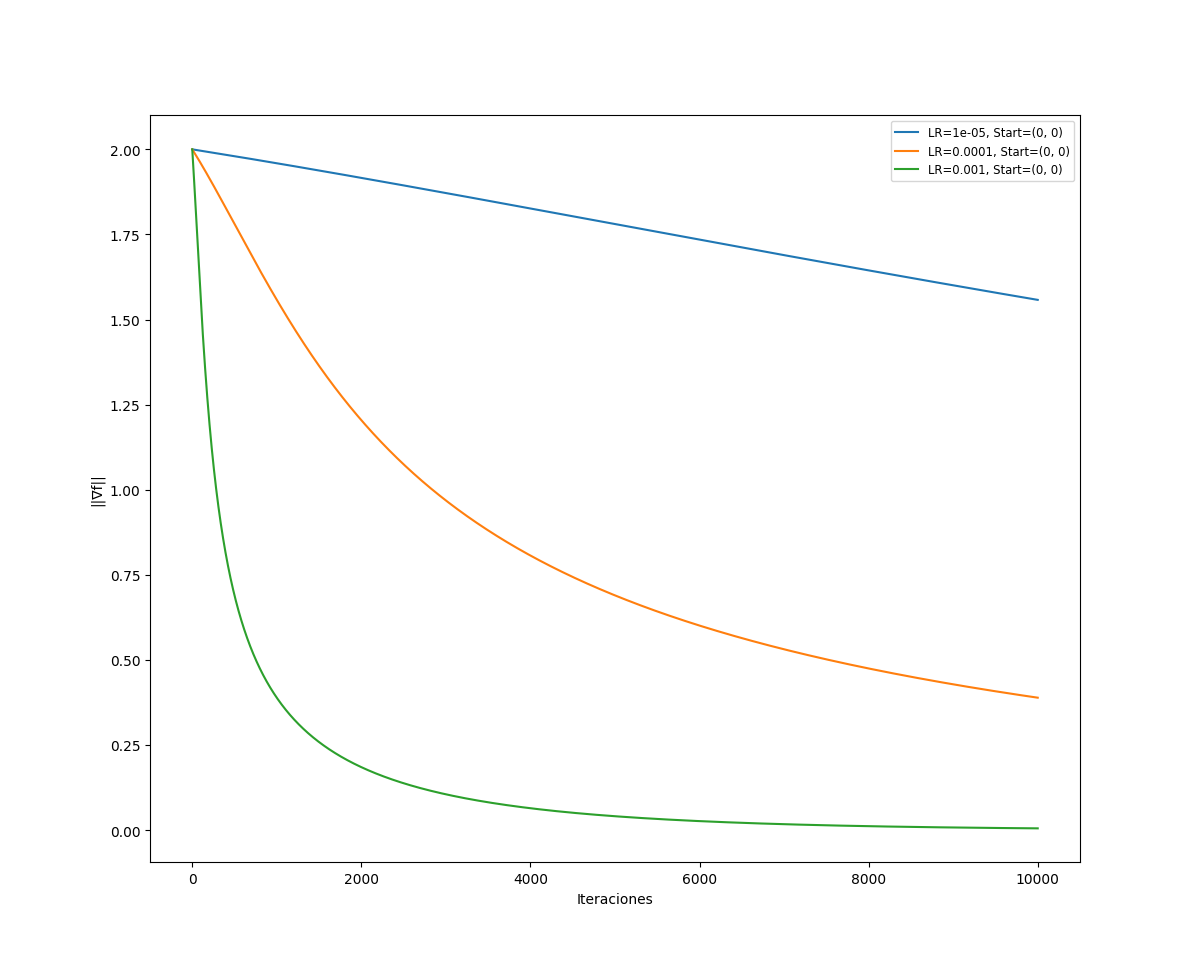 LR=1e-05, Start=(0, 0)
LR=0.0001, Start=(0, 0)
LR=0.001, Start=(0, 0)
2.00
1.75
1.50
1.25
1.00
0.75
0.50
0.25
0.00
||∇f||
0 2000 4000 6000 8000 10000
Iteraciones